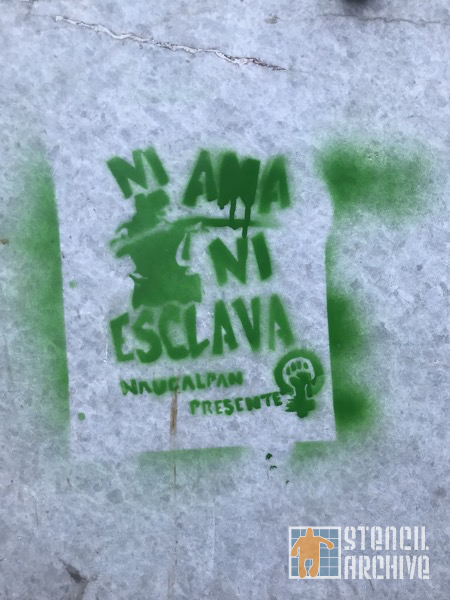 NI AMA
NI
ESCLAVA
NAUCALPAN
PRESENTE
STENCIL
ARCHIVE